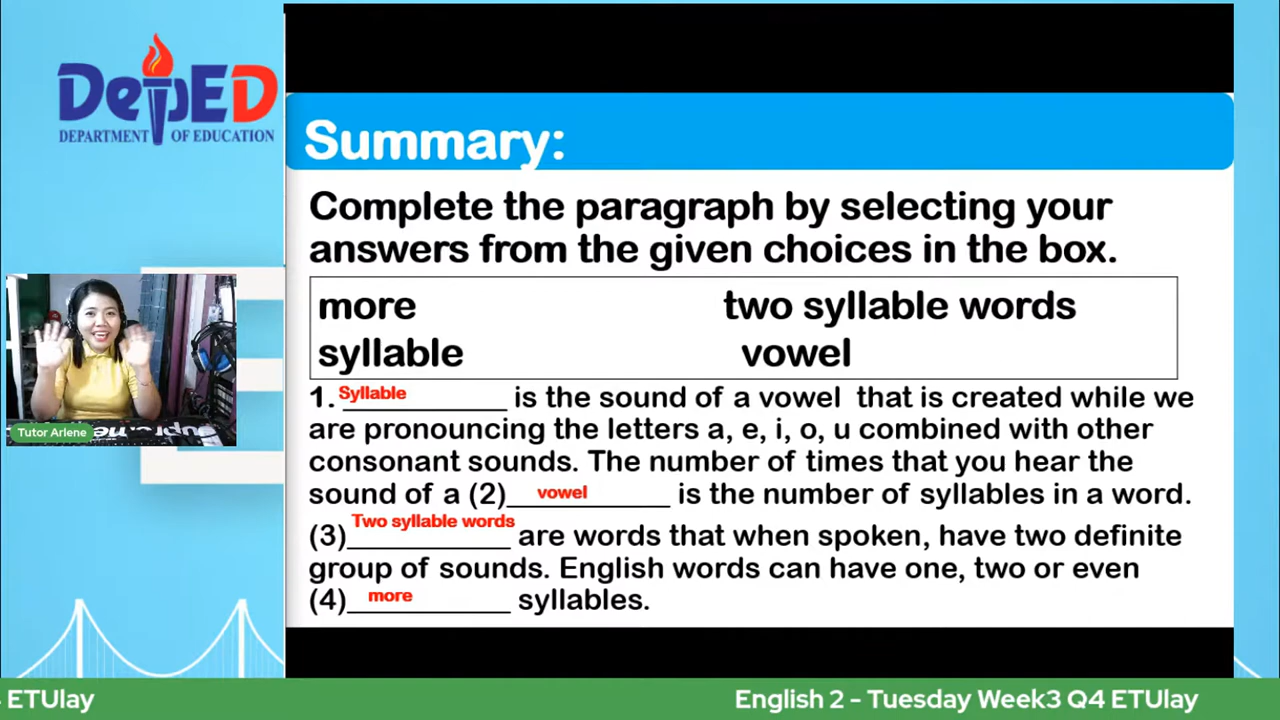 DepED
DEPARTMENT OF EDUCATION
Summary:
Complete the paragraph by selecting your
answers from the given choices in the box.
more two syllable words
syllable vowel
1. Syllable is the sound of a vowel that is created while we
are pronouncing the letters a, e, i, o, u combined with other
consonant sounds. The number of times that you hear the
sound of a (2) vowel is the number of syllables in a word.
(3) Two syllable words are words that when spoken, have two definite
group of sounds. English words can have one, two or even
(4) more syllables.
Tutor Arlene
ETUlay
English 2 - Tuesday Week3 Q4 ETUlay